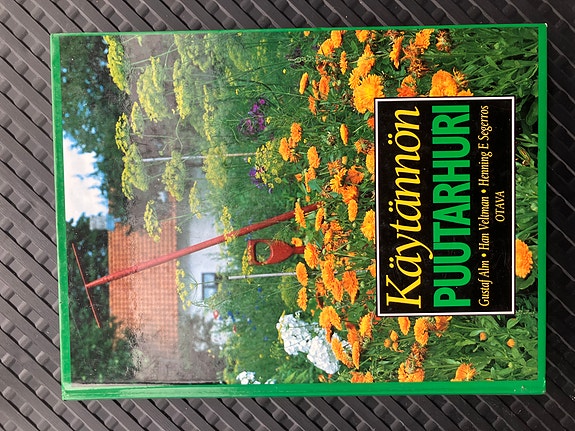 Käytännön
PUUTARHURI
Gustaf Alm • Han Veltman • Henning E Segerros
OTAVA